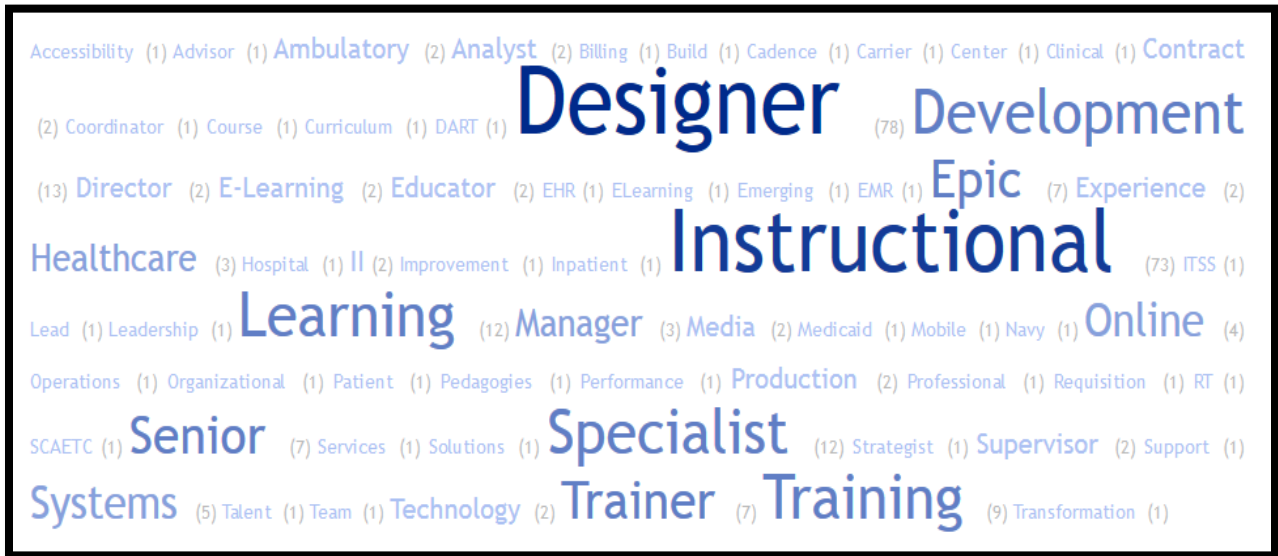 Accessibility (1) Advisor (1) Ambulatory (2) Analyst (2) Billing (1) Build (1) Cadence (1) Carrier (1) Center (1) Clinical (1) Contract
(2) Coordinator (1) Course (1) Curriculum (1) DART (1) Designer (78) Development
(13) Director (2) E-Learning (2) Educator (2) EHR (1) ELearning (1) Emerging (1) EMR (1) Epic (7) Experience (2)
Healthcare (3) Hospital (1) II (2) Improvement (1) Inpatient (1) Instructional (73) ITSS (1)
Lead (1) Leadership (1) Learning (12) Manager (3) Media (2) Medicaid (1) Mobile (1) Navy (1) Online (4)
Operations (1) Organizational (1) Patient (1) Pedagogies (1) Performance (1) Production (2) Professional (1) Requisition (1) RT (1)
SCAETC (1) Senior (7) Services (1) Solutions (1) Specialist (12) Strategist (1) Supervisor (2) Support (1)
Systems (5) Talent (1) Team (1) Technology (2) Trainer (7) Training (9) Transformation (1)